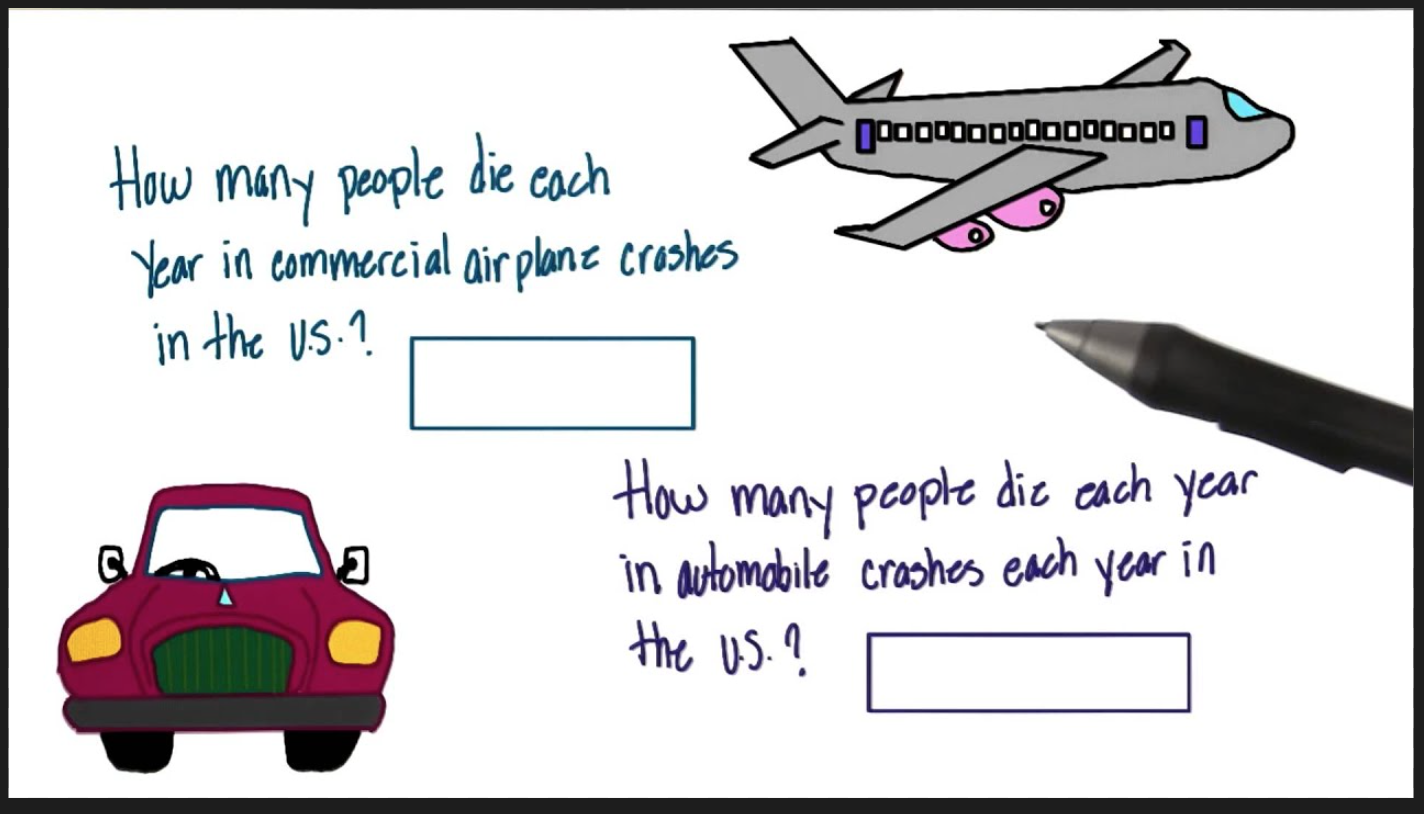 How many people die each
year in commercial airplane crashes
in the U.S.?
How many people die each year
in automobile crashes each year in
the U.S.?